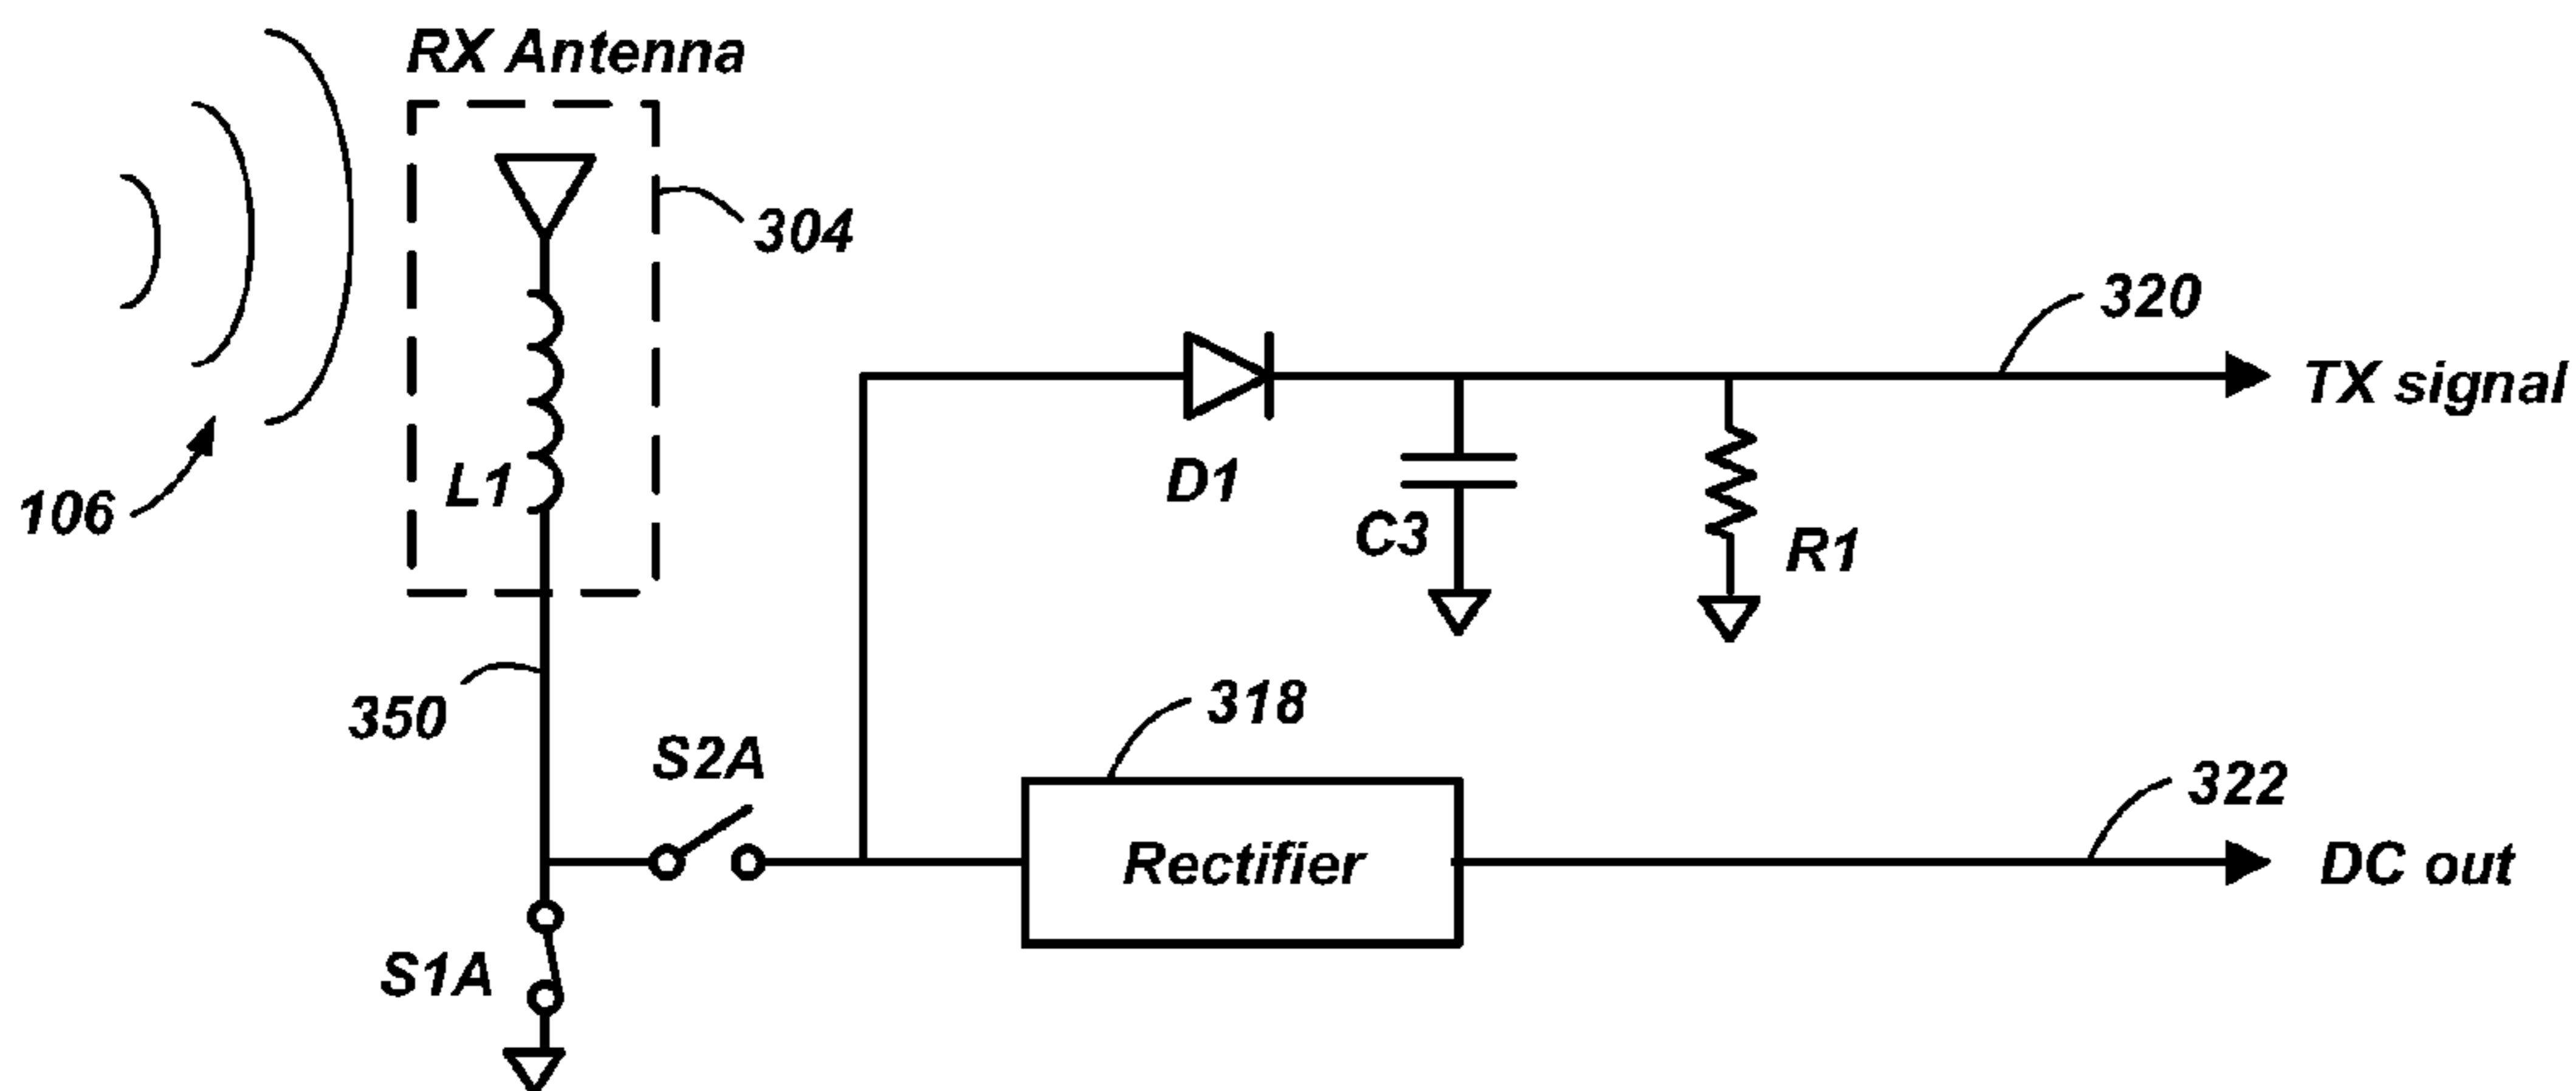 RX Antenna
304
L1
106
320
TX signal
D1
C3
R1
350
S2A
318
322
Rectifier
DC out
S1A